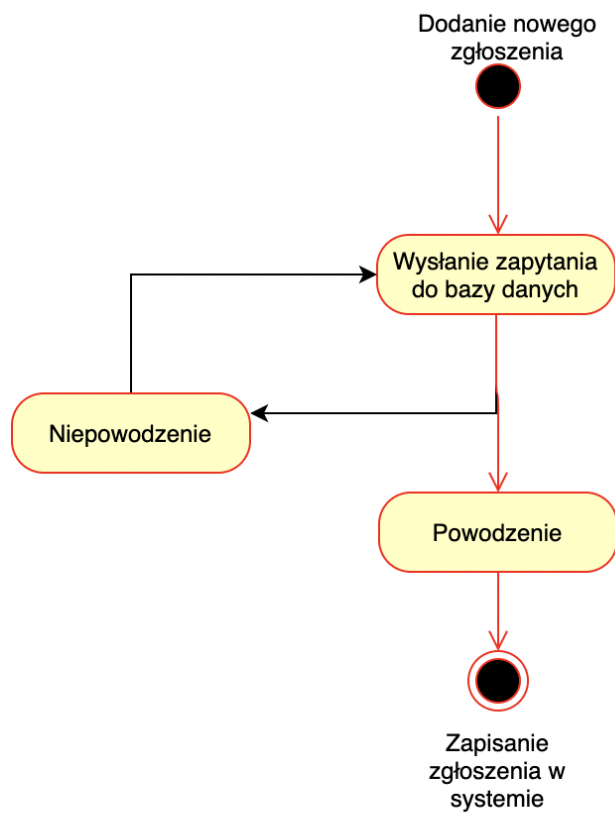 Dodanie nowego
zgłoszenia
Wysłanie zapytania
do bazy danych
Niepowodzenie
Powodzenie
Zapisanie
zgłoszenia w
systemie